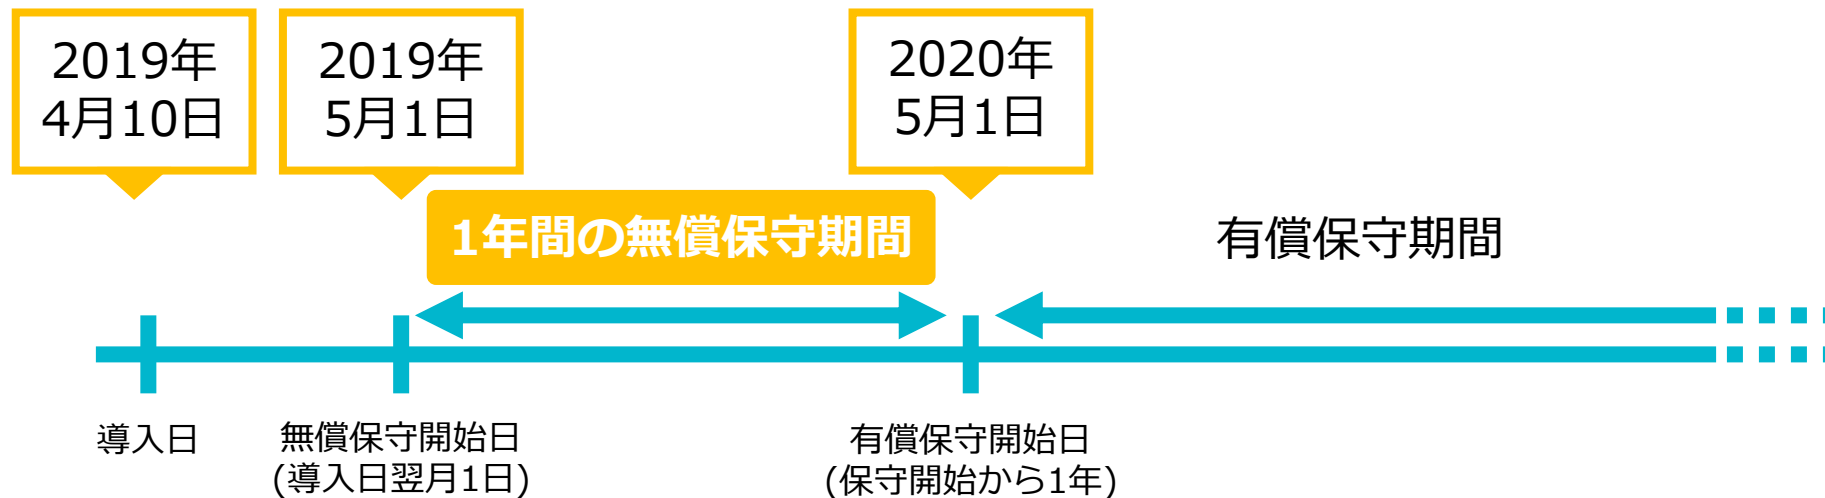 2019年
4月10日
2019年
5月1日
2020年
5月1日
1年間の無償保守期間
有償保守期間
導入日
無償保守開始日
(導入日翌月1日)
有償保守開始日
(保守開始から1年)